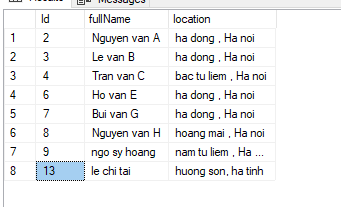 Messages
Id fullName location
1 2 Nguyen van A ha dong , Ha noi
2 3 Le van B ha dong , Ha noi
3 4 Tran van C bac tu liem , Ha noi
4 6 Ho van E ha dong , Ha noi
5 7 Bui van G ha dong , Ha noi
6 8 Nguyen van H hoang mai , Ha noi
7 9 ngo sy hoang nam tu liem , Ha ...
8 13 le chi tai huong son, ha tinh